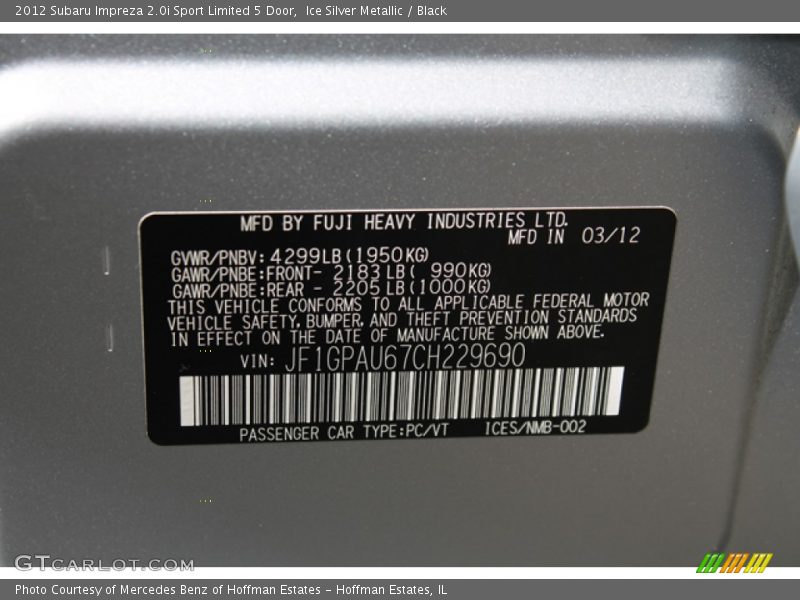 2012 Subaru Impreza 2.0i Sport Limited 5 Door,  Ice Silver Metallic / Black
MFD BY FUJI HEAVY INDUSTRIES LTD.
MFD IN 03/12
GVWR/PNBV: 4299LB(1950KG)
GAWR/PNBE:FRONT- 2183LB( 990KG)
GAWR/PNBE:REAR - 2205LB(1000KG)
THIS VEHICLE CONFORMS TO ALL APPLICABLE FEDERAL MOTOR
VEHICLE SAFETY, BUMPER, AND THEFT PREVENTION STANDARDS
IN EFFECT ON THE DATE OF MANUFACTURE SHOWN ABOVE.
VIN: JF1GPAU67CH229690
PASSENGER CAR TYPE:PC/VT ICES/NMB-002
GTCARLOT.COM
Photo Courtesy of Mercedes Benz of Hoffman Estates - Hoffman Estates, IL